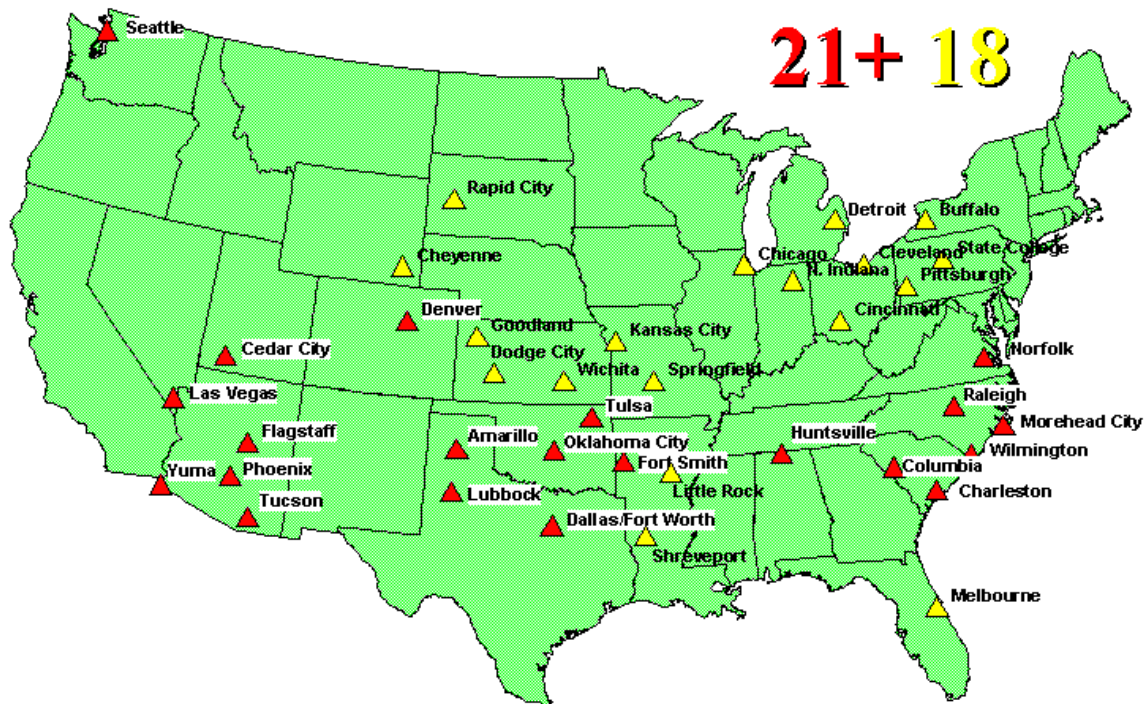 21+ 18
Seattle
Rapid City
Detroit
Buffalo
Chicago
Cleveland
State College
Cheyenne
N. Indiana
Pittsburgh
Denver
Goodland
Kansas City
Cincinnati
Cedar City
Dodge City
Norfolk
Wichita
Springfield
Las Vegas
Tulsa
Raleigh
Flagstaff
Amarillo
Oklahoma City
Huntsville
Morehead City
Yuma
Phoenix
Fort Smith
Wilmington
Columbia
Tucson
Lubbock
Little Rock
Charleston
Dallas/Fort Worth
Shreveport
Melbourne